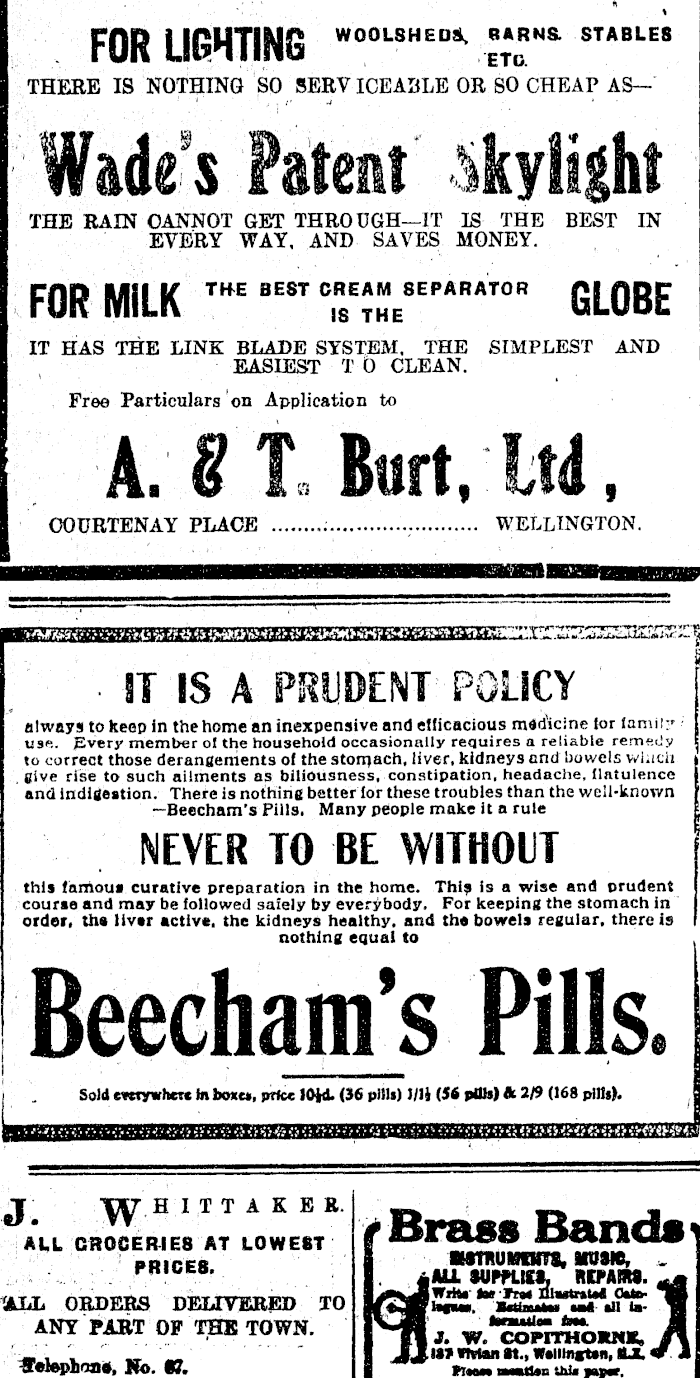 FOR LIGHTING WOOLSHEDS, BARNS. STABLES
ETC.
THERE IS NOTHING SO SERVICEABLE OR SO CHEAP AS—
Wade's Patent Skylight
THE RAIN CANNOT GET THROUGH—IT IS THE BEST IN
EVERY WAY, AND SAVES MONEY.
FOR MILK THE BEST CREAM SEPARATOR
IS THE GLOBE
IT HAS THE LINK BLADE SYSTEM, THE SIMPLEST AND
EASIEST TO CLEAN.
Free Particulars on Application to
A. & T. Burt, Ltd,
COURTENAY PLACE ................................ WELLINGTON.
IT IS A PRUDENT POLICY
always to keep in the home an inexpensive and efficacious medicine for family
use. Every member of the household occasionally requires a reliable remedy
to correct those derangements of the stomach, liver, kidneys and bowels which
give rise to such ailments as biliousness, constipation, headache, flatulence
and indigestion. There is nothing better for these troubles than the well-known
—Beecham's Pills. Many people make it a rule
NEVER TO BE WITHOUT
this famous curative preparation in the home. This is a wise and prudent
course and may be followed safely by everybody. For keeping the stomach in
order, the liver active, the kidneys healthy, and the bowels regular, there is
nothing equal to
Beecham's Pills.
Sold everywhere in boxes, price 10½d. (36 pills) 1/1½ (56 pills) & 2/9 (168 pills).
J. WHITTAKER.
ALL GROCERIES AT LOWEST
PRICES.
ALL ORDERS DELIVERED TO
ANY PART OF THE TOWN.
Telephone, No. 67.
Brass Bands
INSTRUMENTS, MUSIC,
ALL SUPPLIES, REPAIRS.
Write for Free Illustrated Cata-
logues, Estimates and all in-
formation free.
J. W. COPITHORNE,
137 Vivian St., Wellington, N.Z.
Please mention this paper.